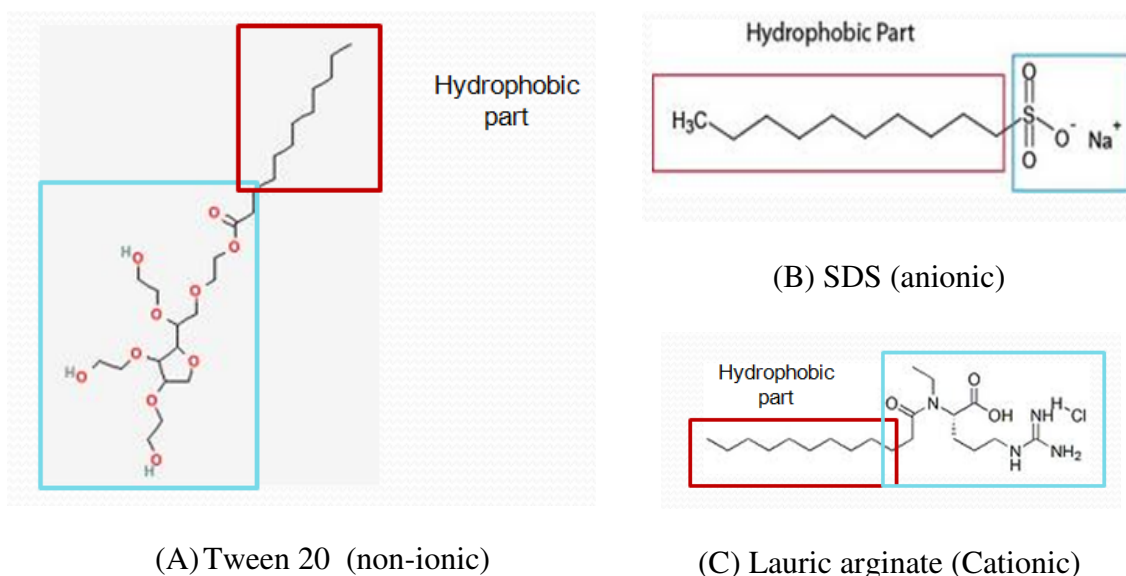 Hydrophobic
part
O
O
H
O
O
O
O
O
H
O
O
O
H
(A) Tween 20 (non-ionic)
Hydrophobic Part
O
H₃C
S
O⁻
Na⁺
O
(B) SDS (anionic)
Hydrophobic
part
O
O
N
OH
NH
H
Cl
N
H
NH₂
(C) Lauric arginate (Cationic)